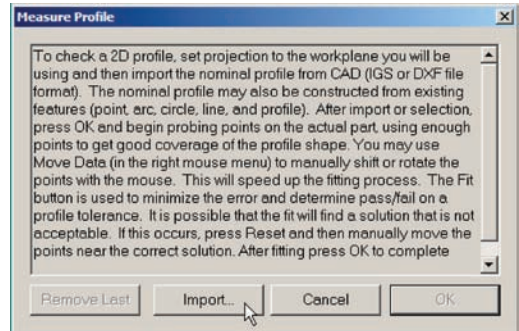 Measure Profile
To check a 2D profile, set projection to the workplane you will be
using and then import the nominal profile from CAD (IGS or DXF file
format). The nominal profile may also be constructed from existing
features (point, arc, circle, line, and profile). After import or selection,
press OK and begin probing points on the actual part, using enough
points to get good coverage of the profile shape. You may use
Move Data (in the right mouse menu) to manually shift or rotate the
points with the mouse. This will speed up the fitting process. The Fit
button is used to minimize the error and determine pass/fail on a
profile tolerance. It is possible that the fit will find a solution that is not
acceptable. If this occurs, press Reset and then manually move the
points near the correct solution. After fitting press OK to complete
Remove Last Import... Cancel OK